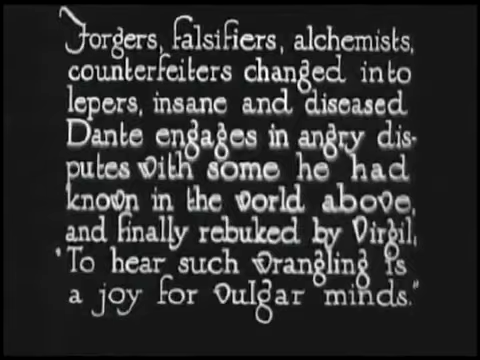 Forgers, falsifiers, alchemists,
counterfeiters changed into
lepers, insane and diseased
Dante engages in angry dis-
putes with some he had
known in the world above,
and finally rebuked by Virgil,
"To hear such wrangling is
a joy for vulgar minds."